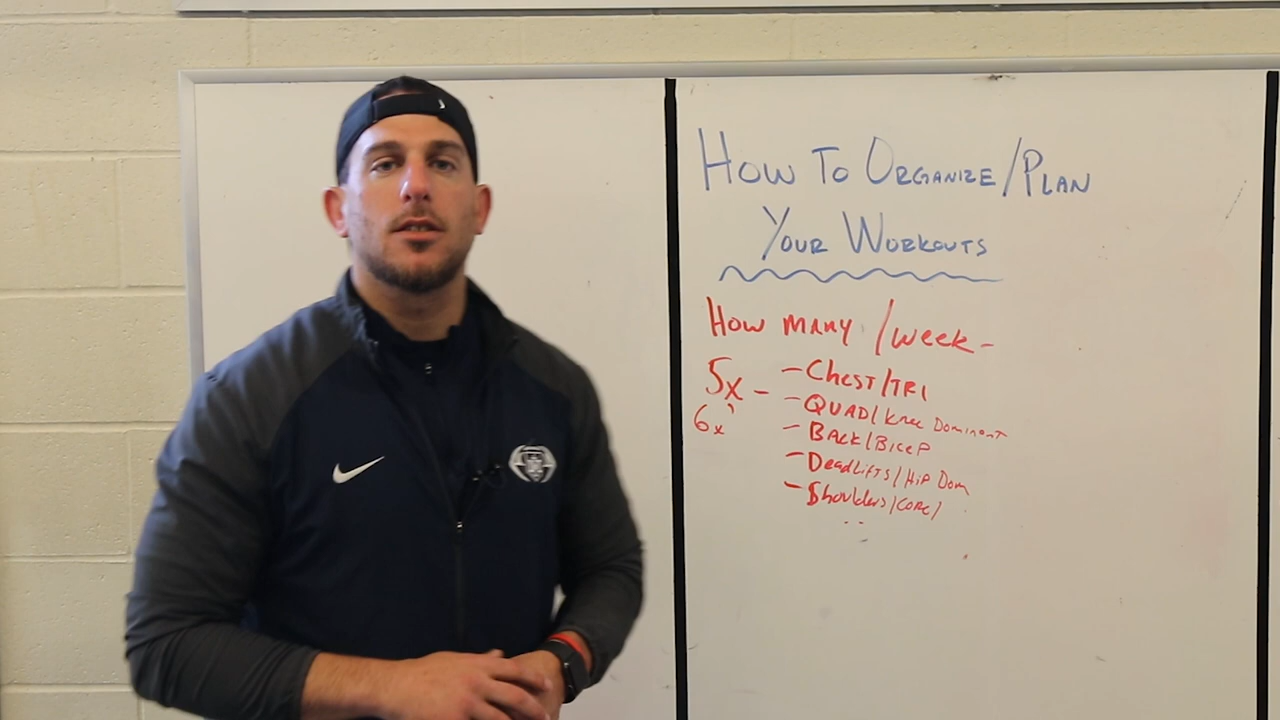 HOW TO ORGANIZE/PLAN
YOUR WORKOUTS
HOW MANY /WEEK-
5x - - CHEST/TRI
6x - QUAD/KNEE DOMINANT
- BACK/BICEP
- DEADLIFTS/HIP DOM
- SHOULDERS/CORE/